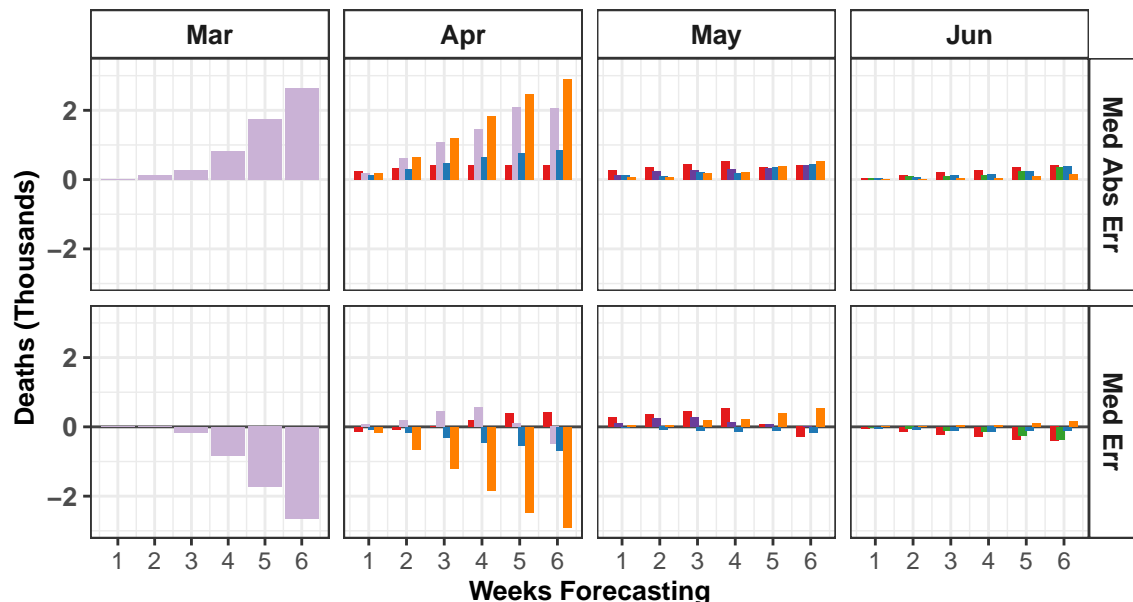 Mar Apr May Jun
2
0
−2
Med Abs Err
2
0
−2
Med Err
Deaths (Thousands)
1 2 3 4 5 6 1 2 3 4 5 6 1 2 3 4 5 6 1 2 3 4 5 6
Weeks Forecasting